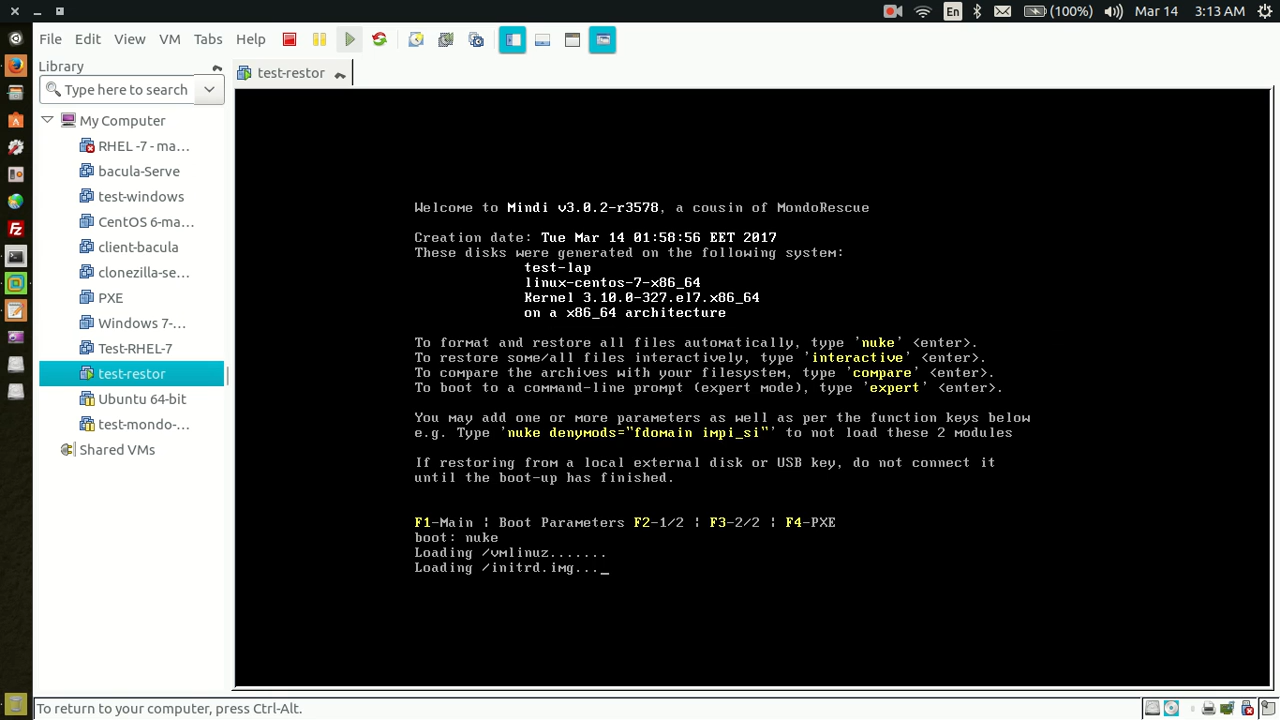 En
(100%)
Mar 14
3:13 AM
File Edit View VM Tabs Help
Library
Type here to search
My Computer
RHEL -7 - ma...
bacula-Serve
test-windows
CentOS 6-ma...
client-bacula
clonezilla-se...
PXE
Windows 7-...
Test-RHEL-7
test-restor
Ubuntu 64-bit
test-mondo-...
Shared VMs
test-restor
Welcome to Mindi v3.0.2-r3578, a cousin of MondoRescue
Creation date: Tue Mar 14 01:58:56 EET 2017
These disks were generated on the following system:
test-lap
linux-centos-7-x86_64
Kernel 3.10.0-327.el7.x86_64
on a x86_64 architecture
To format and restore all files automatically, type 'nuke' <enter>.
To restore some/all files interactively, type 'interactive' <enter>.
To compare the archives with your filesystem, type 'compare' <enter>.
To boot to a command-line prompt (expert mode), type 'expert' <enter>.
You may add one or more parameters as well as per the function keys below
e.g. Type 'nuke denymods="fdomain impi_si"' to not load these 2 modules
If restoring from a local external disk or USB key, do not connect it
until the boot-up has finished.
F1-Main ¦ Boot Parameters F2-1/2 ¦ F3-2/2 ¦ F4-PXE
boot: nuke
Loading /vmlinuz.......
Loading /initrd.img..._
To return to your computer, press Ctrl-Alt.